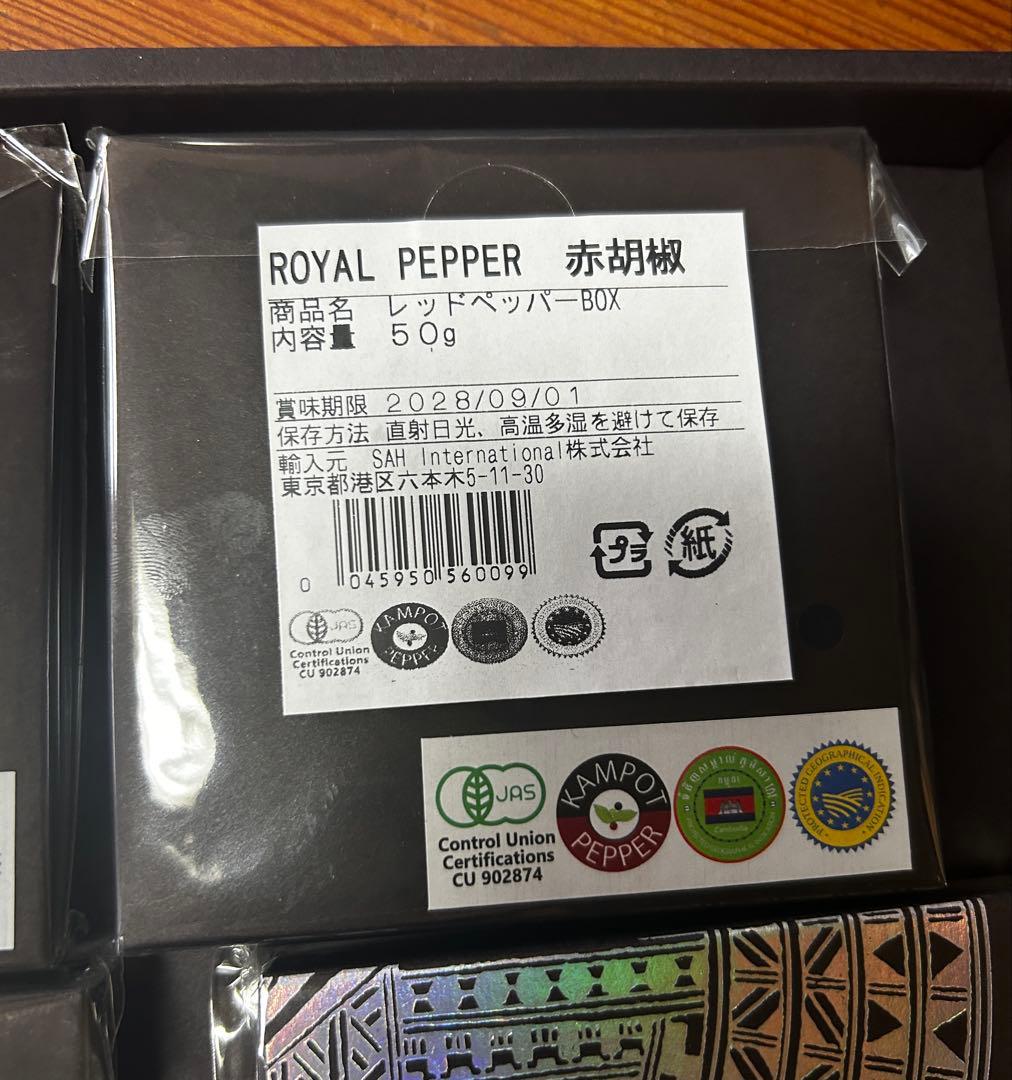 ROYAL PEPPER 赤胡椒
商品名 レッドペッパーBOX
内容量 50g
賞味期限 2028/09/01
保存方法 直射日光、高温多湿を避けて保存
輸入元 SAH International株式会社
東京都港区六本木5-11-30
0 045950 560099
プラ
紙
JAS
Control Union
Certifications
CU 902874
KAMPOT
PEPPER
JAS
Control Union
Certifications
CU 902874
KAMPOT
PEPPER
Cambodia
PROTECTED GEOGRAPHICAL INDICATION